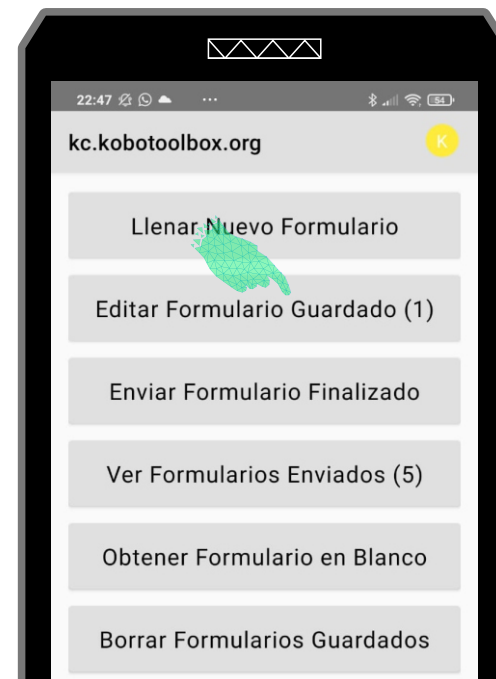 22:47 ... 54
kc.kobotoolbox.org K
Llenar Nuevo Formulario
Editar Formulario Guardado (1)
Enviar Formulario Finalizado
Ver Formularios Enviados (5)
Obtener Formulario en Blanco
Borrar Formularios Guardados